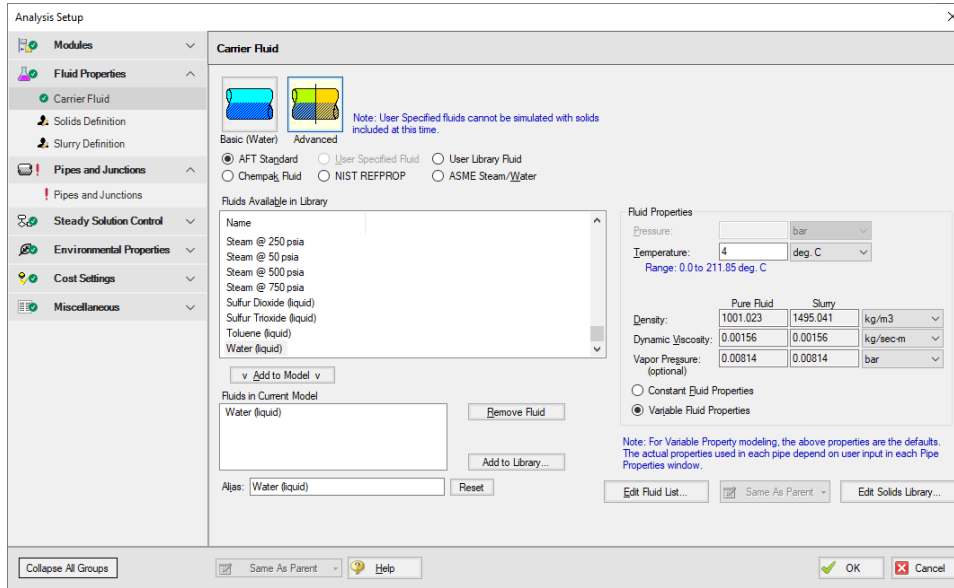 Analysis Setup
Modules
Fluid Properties
Carrier Fluid
Solids Definition
Slurry Definition
Pipes and Junctions
Pipes and Junctions
Steady Solution Control
Environmental Properties
Cost Settings
Miscellaneous
Collapse All Groups
Carrier Fluid
Basic (Water) Advanced
Note: User Specified fluids cannot be simulated with solids
included at this time.
AFT Standard User Specified Fluid User Library Fluid
Chempak Fluid NIST REFPROP ASME Steam/Water
Fluids Available in Library
Name
Steam @ 250 psia
Steam @ 50 psia
Steam @ 500 psia
Steam @ 750 psia
Sulfur Dioxide (liquid)
Sulfur Trioxide (liquid)
Toluene (liquid)
Water (liquid)
v Add to Model v
Fluids in Current Model
Water (liquid)
Remove Fluid
Add to Library...
Alias: Water (liquid) Reset
Fluid Properties
Pressure: bar
Temperature: 4 deg. C
Range: 0.0 to 211.85 deg. C
Pure Fluid Slurry
Density: 1001.023 1495.041 kg/m3
Dynamic Viscosity: 0.00156 0.00156 kg/sec-m
Vapor Pressure: 0.00814 0.00814 bar
(optional)
Constant Fluid Properties
Variable Fluid Properties
Note: For Variable Property modeling, the above properties are the defaults.
The actual properties used in each pipe depend on user input in each Pipe
Properties window.
Edit Fluid List... Same As Parent Edit Solids Library...
Same As Parent Help OK Cancel